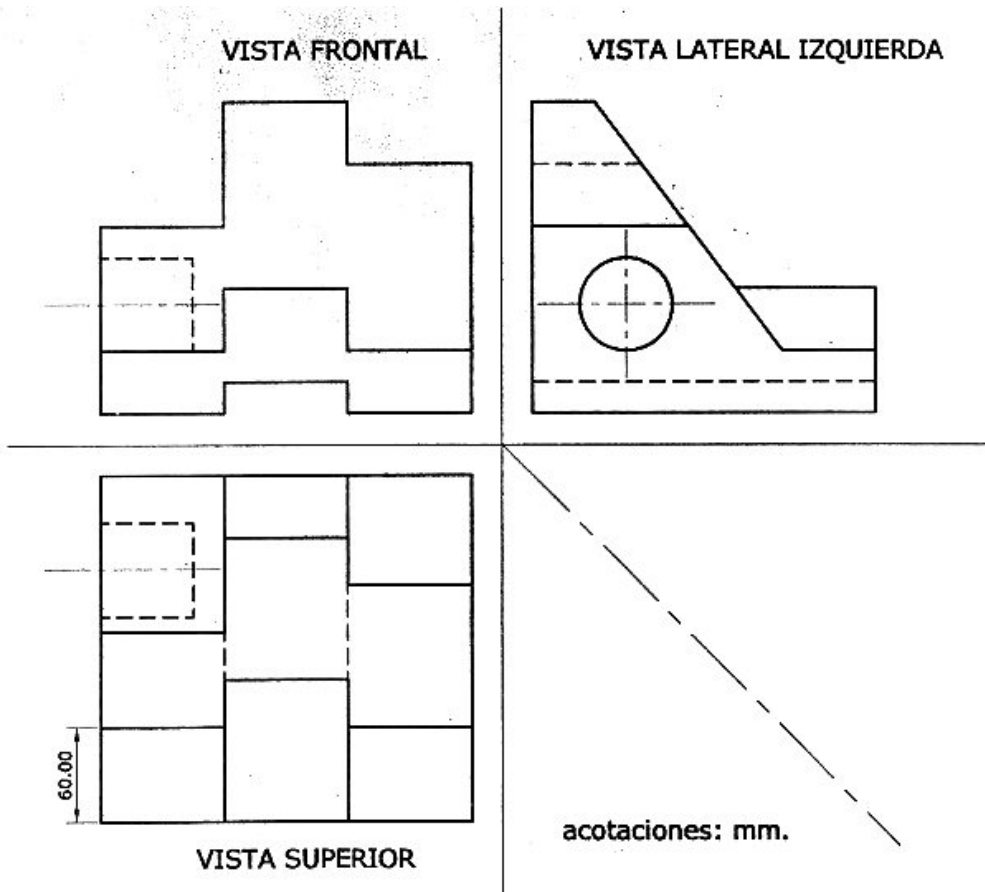 VISTA FRONTAL
VISTA LATERAL IZQUIERDA
60.00
VISTA SUPERIOR
acotaciones: mm.